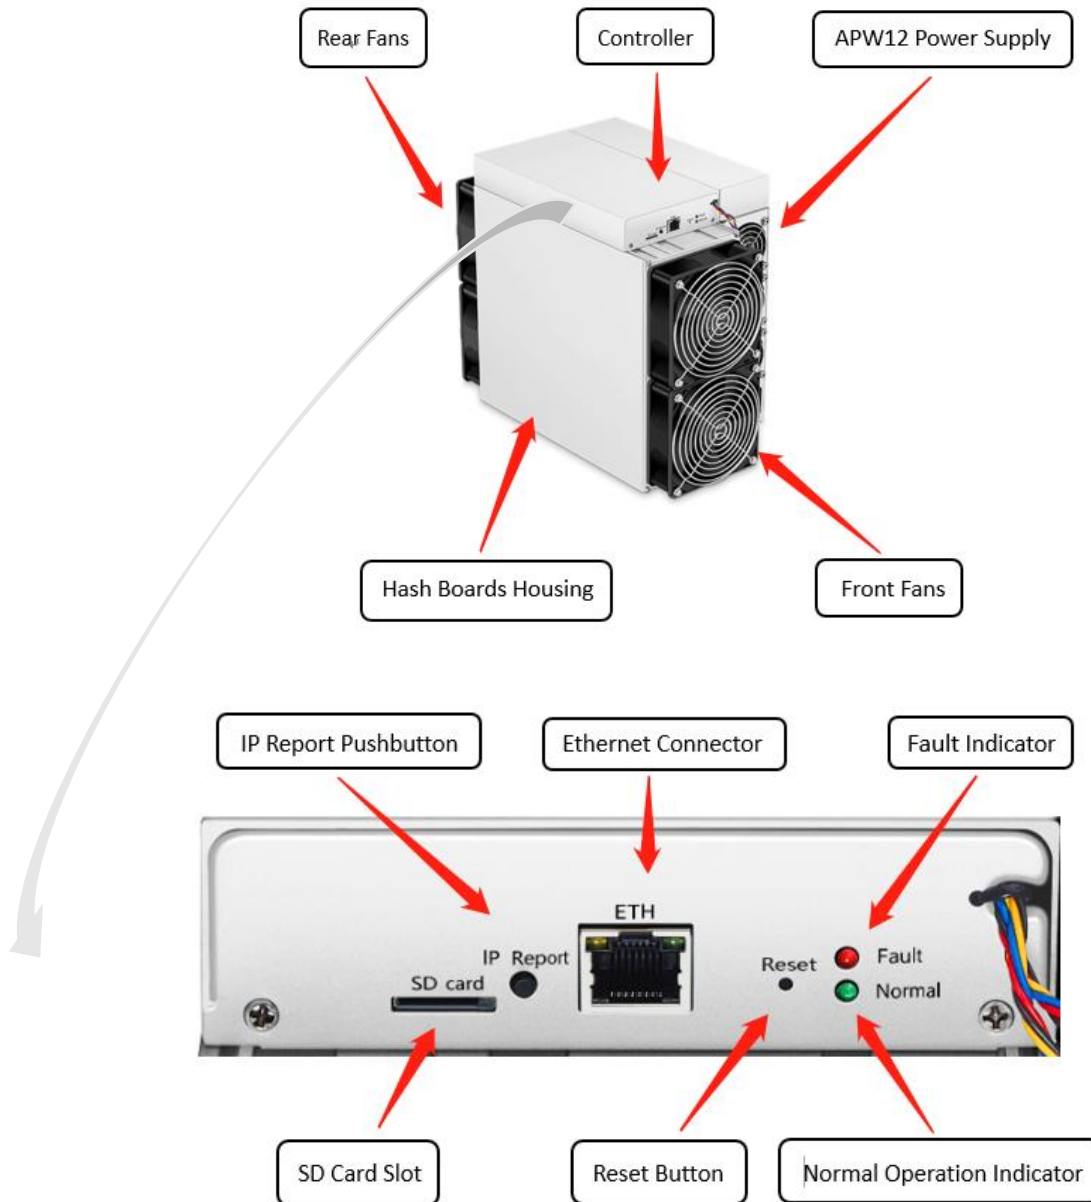 Rear Fans
Controller
APW12 Power Supply
Hash Boards Housing
Front Fans
IP Report Pushbutton
Ethernet Connector
Fault Indicator
ETH
IP Report
SD card
Reset
Fault
Normal
SD Card Slot
Reset Button
Normal Operation Indicator